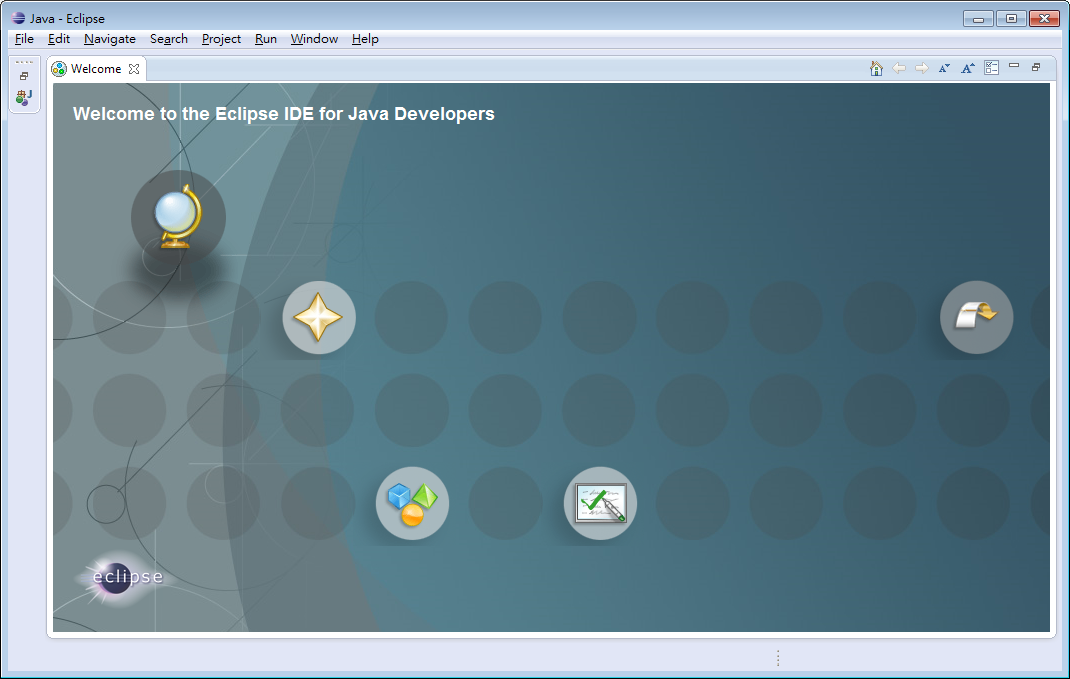 Java - Eclipse
File Edit Navigate Search Project Run Window Help
Welcome
Welcome to the Eclipse IDE for Java Developers
eclipse